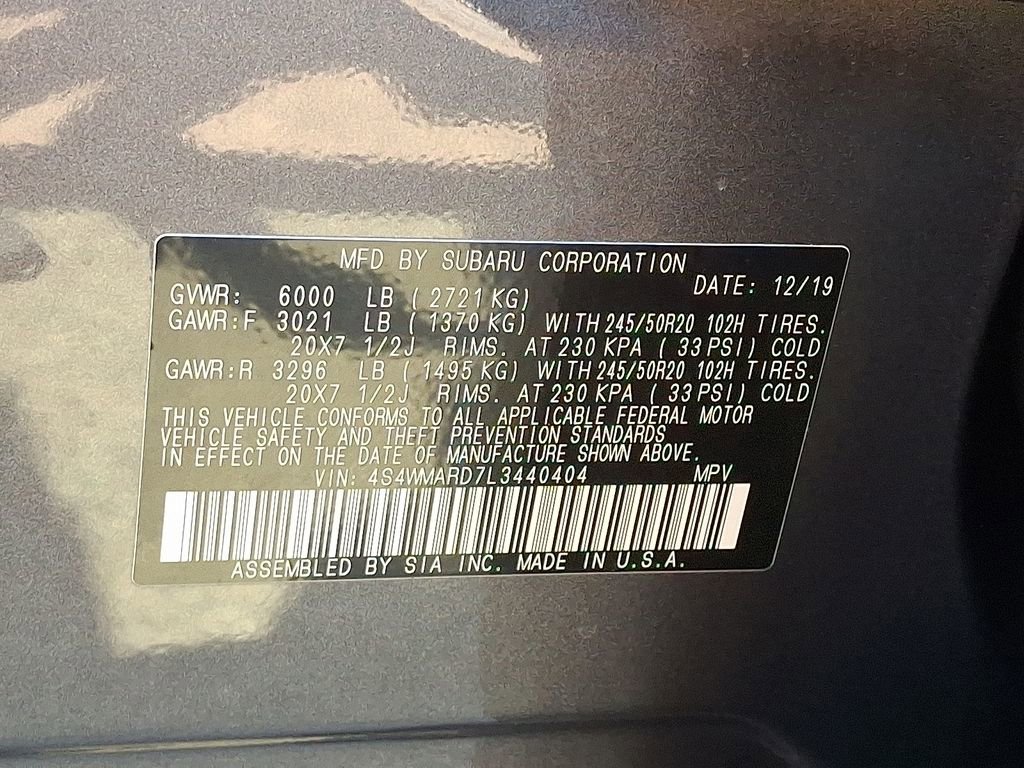 MFD BY SUBARU CORPORATION
DATE: 12/19
GVWR: 6000 LB ( 2721 KG)
GAWR:F 3021 LB ( 1370 KG) WITH 245/50R20 102H TIRES.
20X7 1/2J RIMS. AT 230 KPA ( 33 PSI) COLD
GAWR:R 3296 LB ( 1495 KG) WITH 245/50R20 102H TIRES.
20X7 1/2J RIMS. AT 230 KPA ( 33 PSI) COLD
THIS VEHICLE CONFORMS TO ALL APPLICABLE FEDERAL MOTOR
VEHICLE SAFETY AND THEFT PREVENTION STANDARDS
IN EFFECT ON THE DATE OF MANUFACTURE SHOWN ABOVE.
VIN: 4S4WMARD7L3440404 MPV
ASSEMBLED BY SIA INC. MADE IN U.S.A.